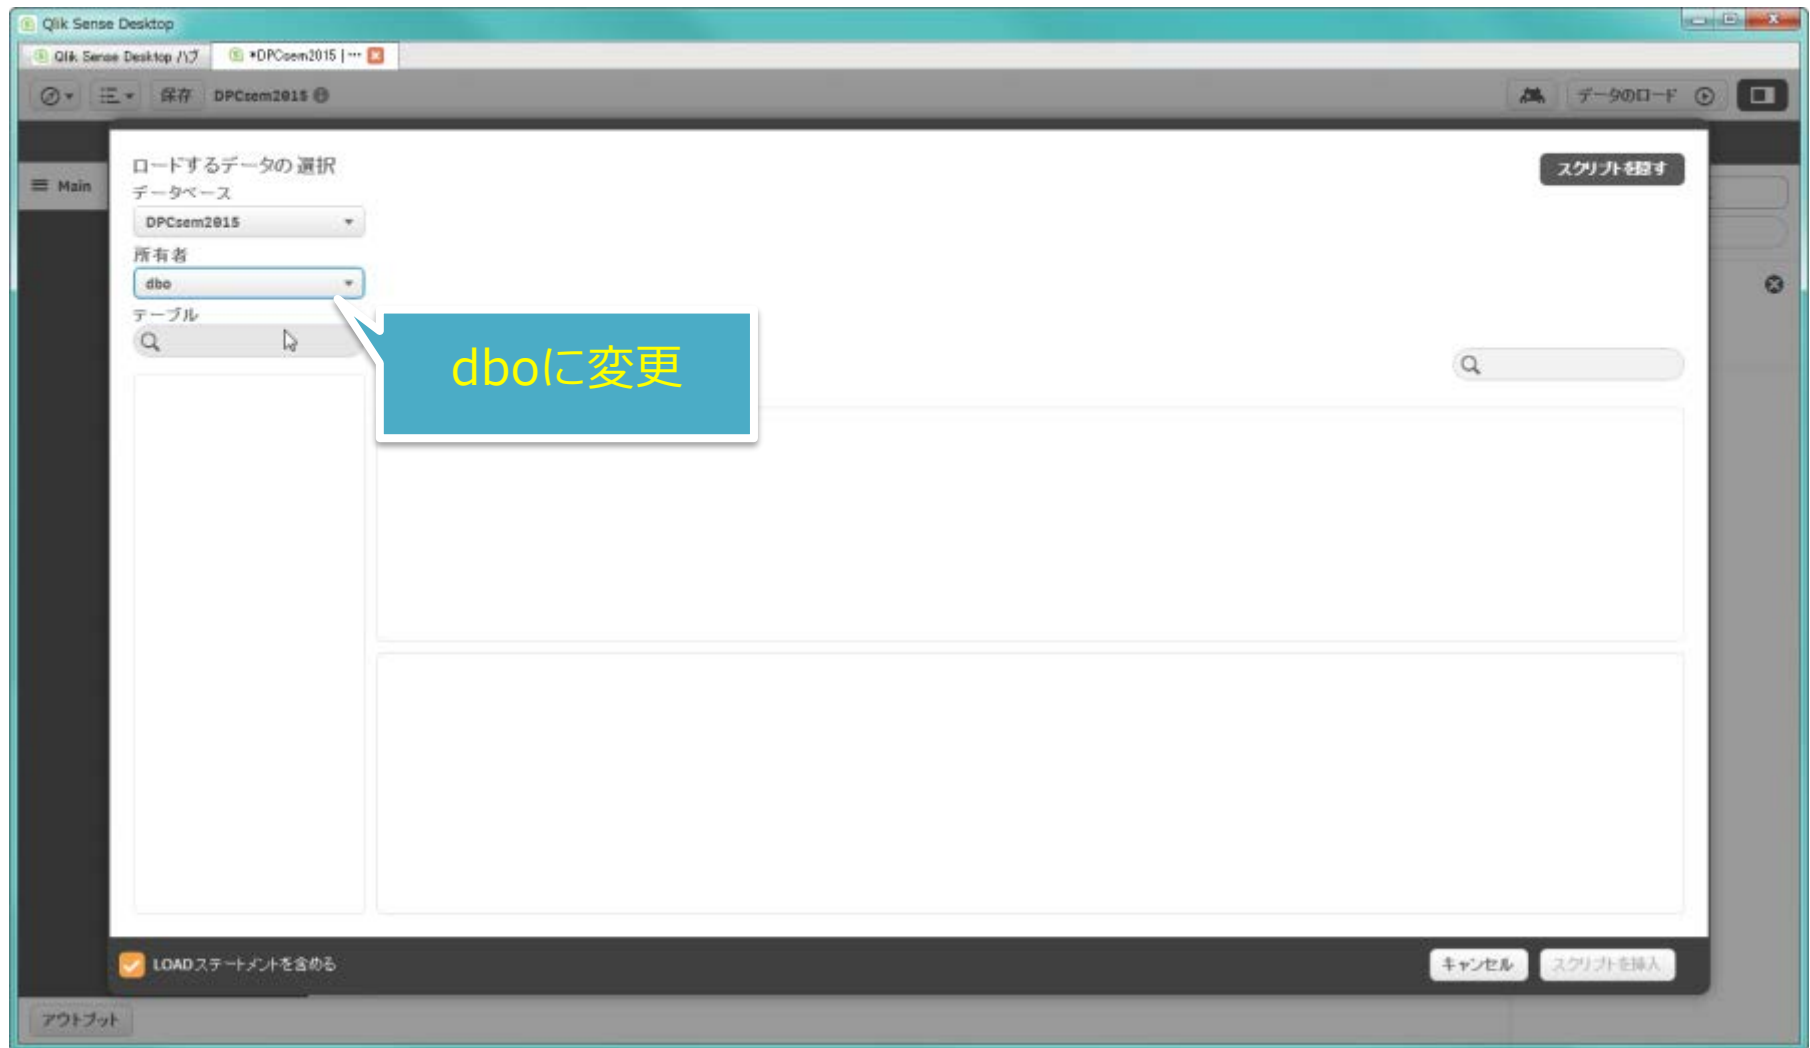 Qlik Sense Desktop
Qlik Sense Desktop ハブ
*DPCsem2015 | ...
保存
DPCsem2015
データのロード
Main
ロードするデータの 選択
スクリプトを隠す
データベース
DPCsem2015
所有者
dbo
テーブル
dboに変更
LOADステートメントを含める
キャンセル
スクリプトを挿入
アウトプット